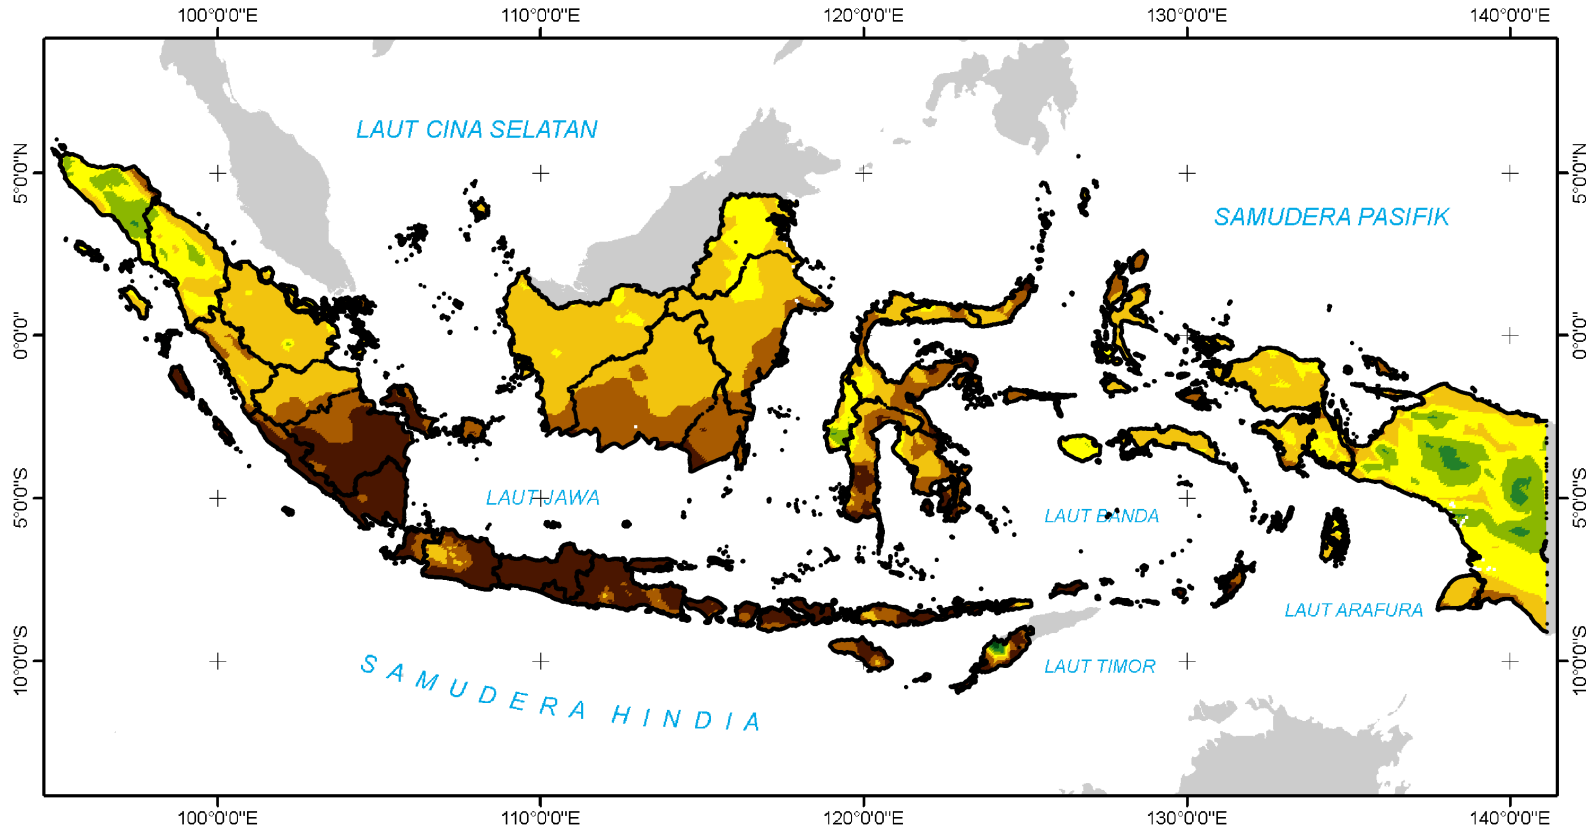 100°0'0"E 110°0'0"E 120°0'0"E 130°0'0"E 140°0'0"E
LAUT CINA SELATAN
5°0'0"N 5°0'0"N
SAMUDERA PASIFIK
0°0'0" 0°0'0"
5°0'0"S 5°0'0"S
LAUT JAWA
LAUT BANDA
LAUT ARAFURA
10°0'0"S 10°0'0"S
LAUT TIMOR
SAMUDERA HINDIA
100°0'0"E 110°0'0"E 120°0'0"E 130°0'0"E 140°0'0"E